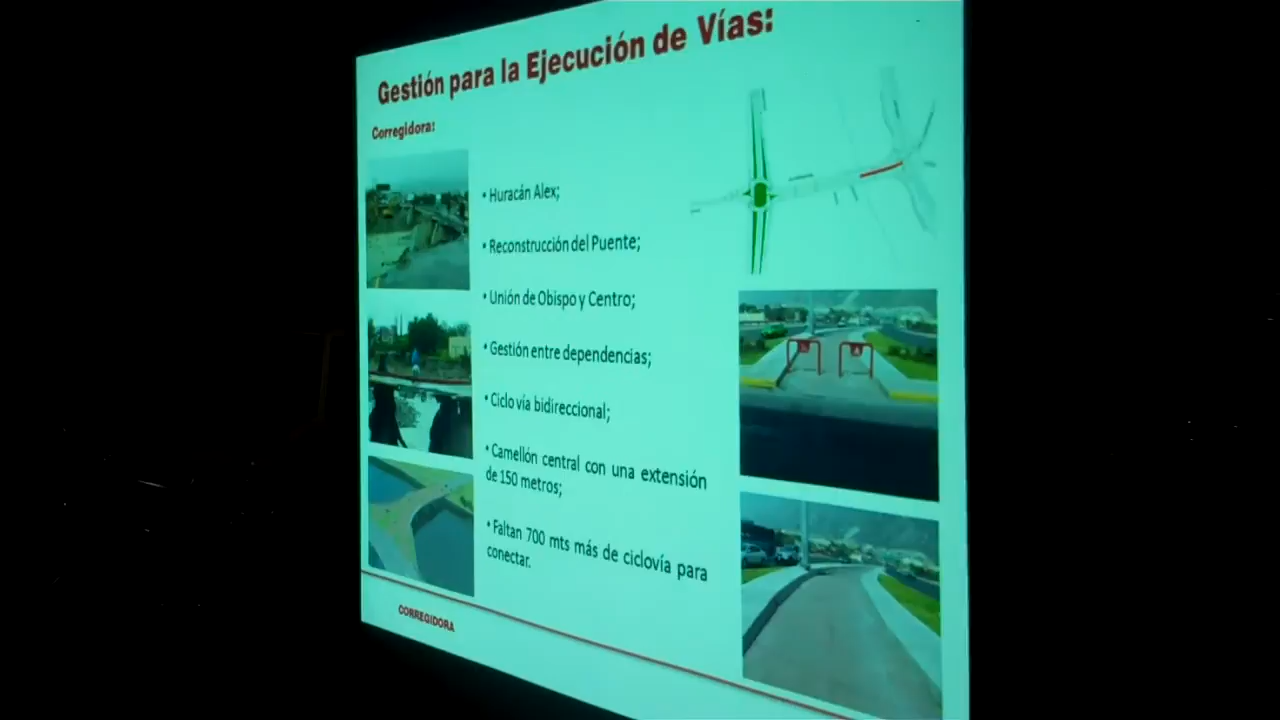 Gestión para la Ejecución de Vías:
Corregidora:
• Huracán Alex;
• Reconstrucción del Puente;
• Unión de Obispo y Centro;
• Gestión entre dependencias;
• Ciclo vía bidireccional;
• Camellón central con una extensión
de 150 metros;
• Faltan 700 mts más de ciclovía para
conectar.
CORREGIDORA